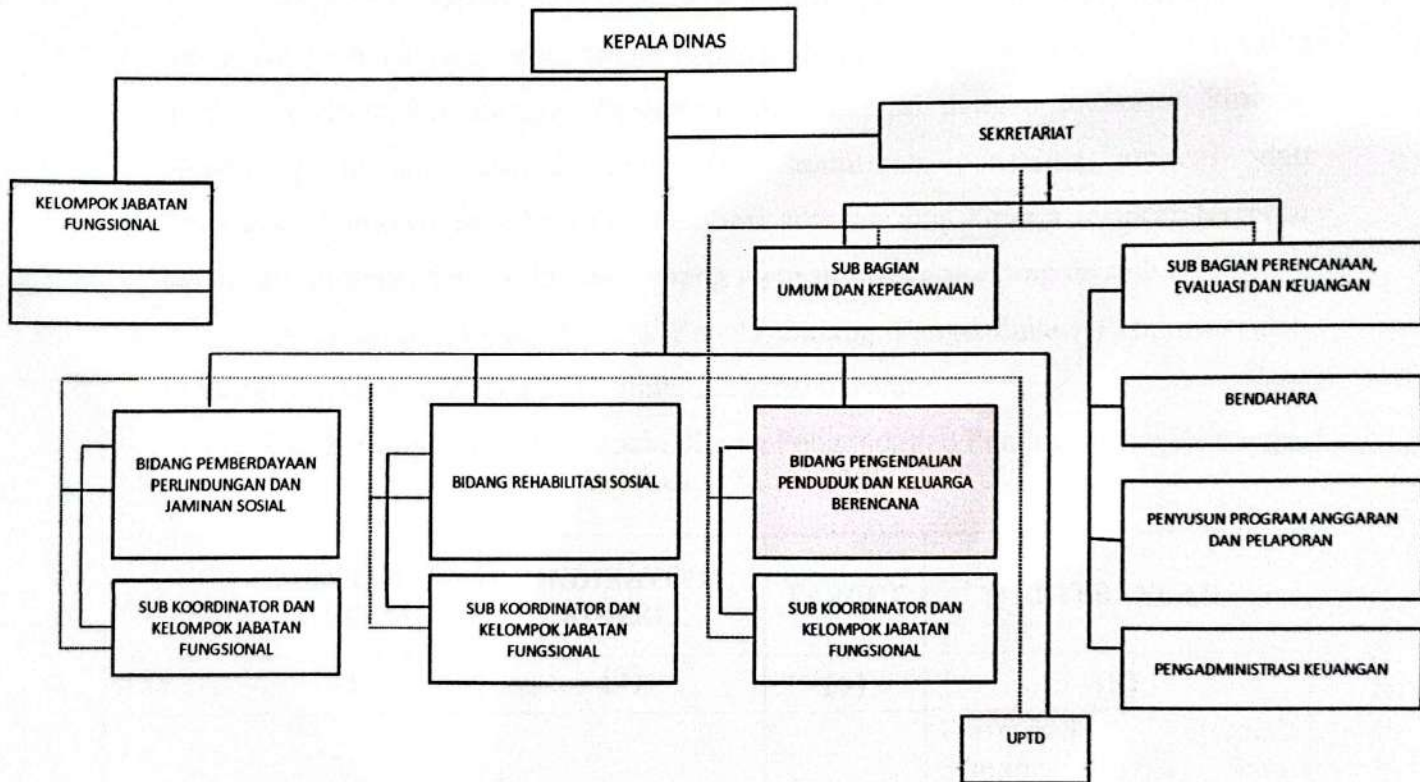 KEPALA DINAS
SEKRETARIAT
KELOMPOK JABATAN
FUNGSIONAL
SUB BAGIAN
UMUM DAN KEPEGAWAIAN
SUB BAGIAN PERENCANAAN,
EVALUASI DAN KEUANGAN
BENDAHARA
PENYUSUN PROGRAM ANGGARAN
DAN PELAPORAN
PENGADMINISTRASI KEUANGAN
BIDANG PEMBERDAYAAN
PERLINDUNGAN DAN
JAMINAN SOSIAL
SUB KOORDINATOR DAN
KELOMPOK JABATAN
FUNGSIONAL
BIDANG REHABILITASI SOSIAL
SUB KOORDINATOR DAN
KELOMPOK JABATAN
FUNGSIONAL
BIDANG PENGENDALIAN
PENDUDUK DAN KELUARGA
BERENCANA
SUB KOORDINATOR DAN
KELOMPOK JABATAN
FUNGSIONAL
UPTD